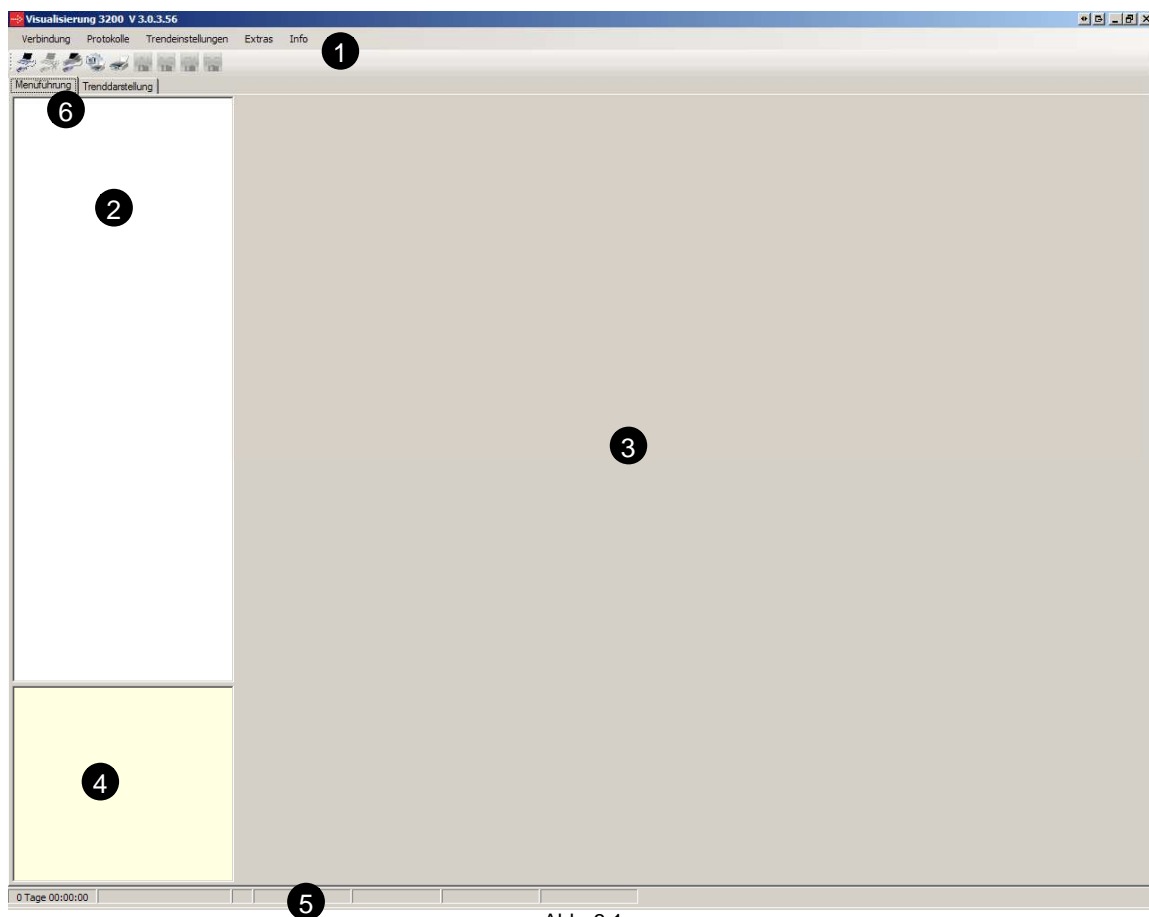 Visualisierung 3200 V 3.0.3.56
Verbindung Protokolle Trendeinstellungen Extras Info
1
Menuführung Trenddarstellung
6
2
3
4
0 Tage 00:00:00
5